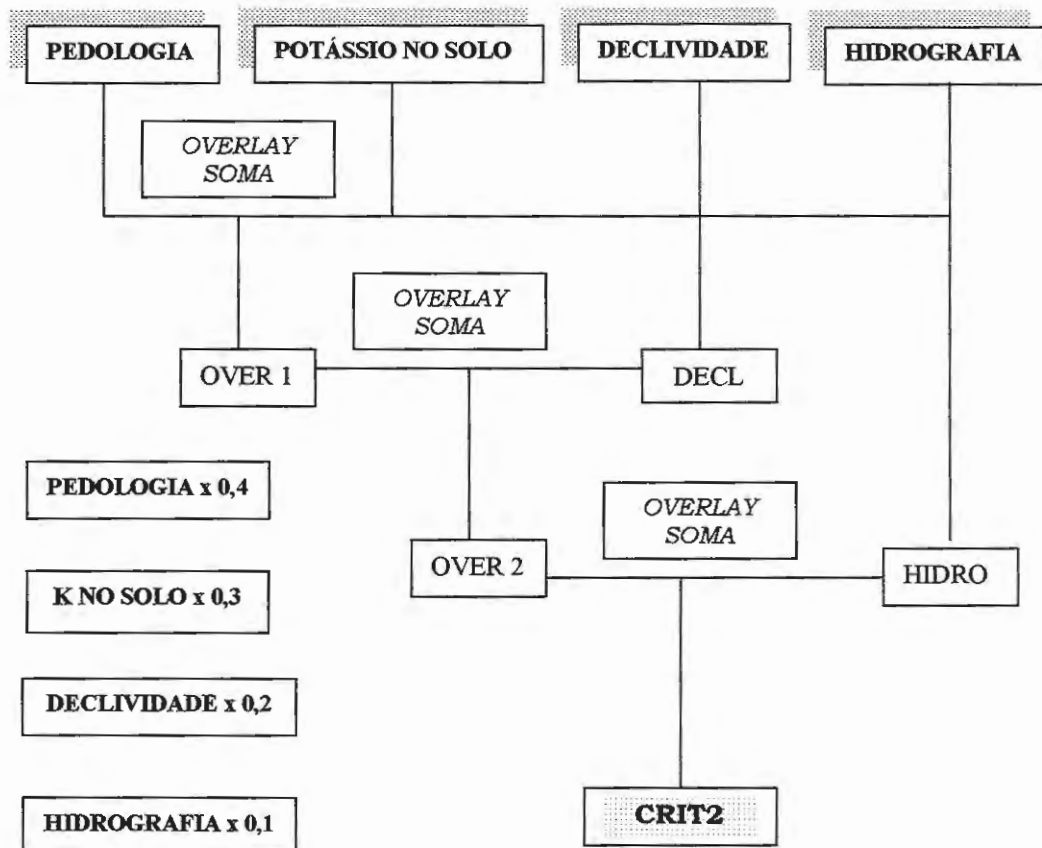 PEDOLOGIA
POTÁSSIO NO SOLO
DECLIVIDADE
HIDROGRAFIA
OVERLAY
SOMA
OVERLAY
SOMA
OVER 1
DECL
PEDOLOGIA x 0,4
OVERLAY
SOMA
OVER 2
HIDRO
K NO SOLO x 0,3
DECLIVIDADE x 0,2
CRIT2
HIDROGRAFIA x 0,1